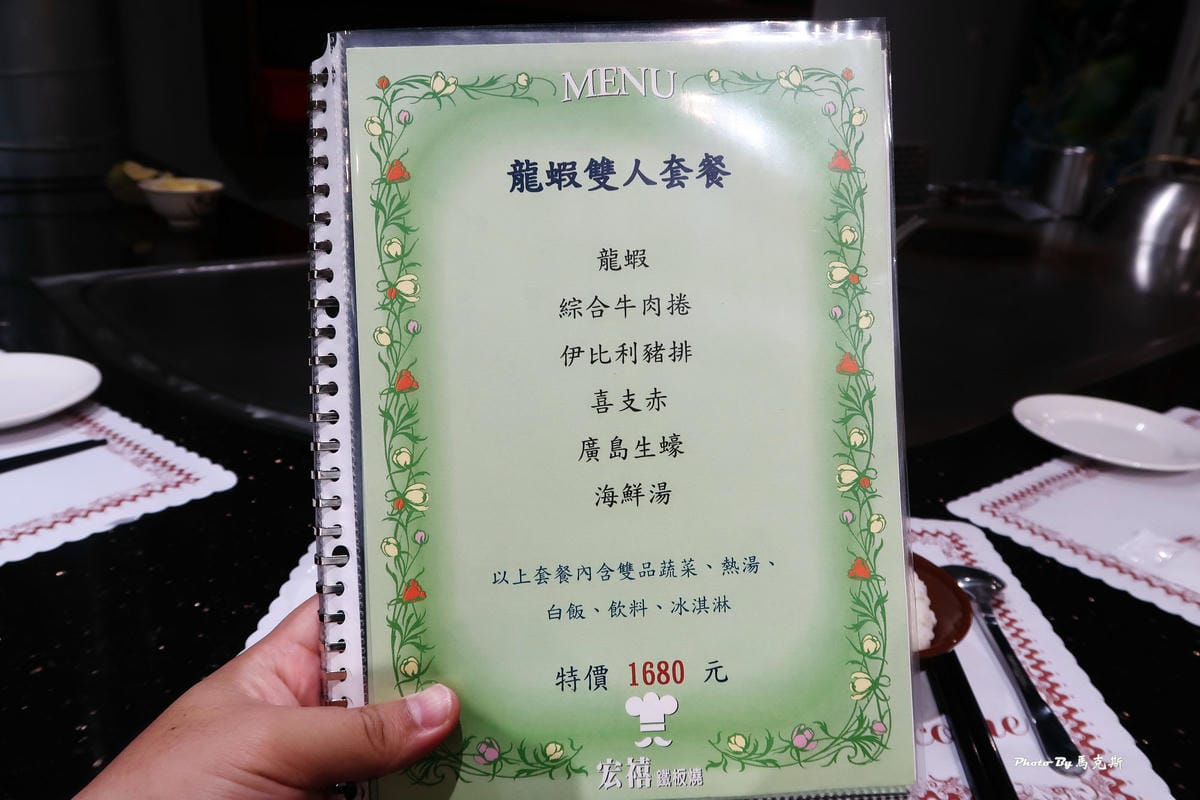 MENU
龍蝦雙人套餐
龍蝦
綜合牛肉捲
伊比利豬排
喜支赤
廣島生蠔
海鮮湯
以上套餐內含雙品蔬菜、熱湯、
白飯、飲料、冰淇淋
特價 1680 元
宏禧 鐵板燒
Photo By 馬克斯